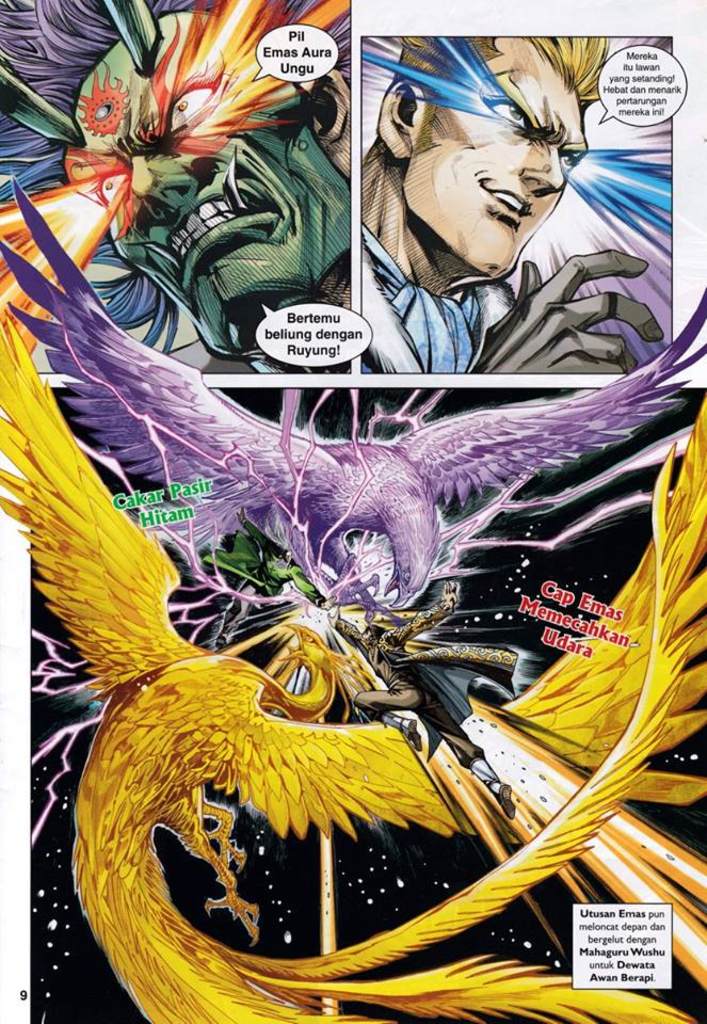 Pil
Emas Aura
Ungu
Mereka
itu lawan
yang setanding!
Hebat dan menarik
pertarungan
mereka ini!
Bertemu
beliung dengan
Ruyung!
Cakar Pasir
Hitam
Cap Emas
Memecahkan
Udara
Utusan Emas pun
meloncat depan dan
bergelut dengan
Mahaguru Wushu
untuk Dewata
Awan Berapi.
9